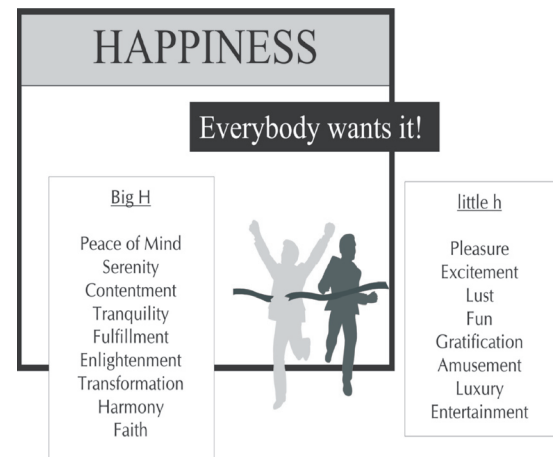 HAPPINESS
Everybody wants it!
Big H
Peace of Mind
Serenity
Contentment
Tranquility
Fulfillment
Enlightenment
Transformation
Harmony
Faith
little h
Pleasure
Excitement
Lust
Fun
Gratification
Amusement
Luxury
Entertainment